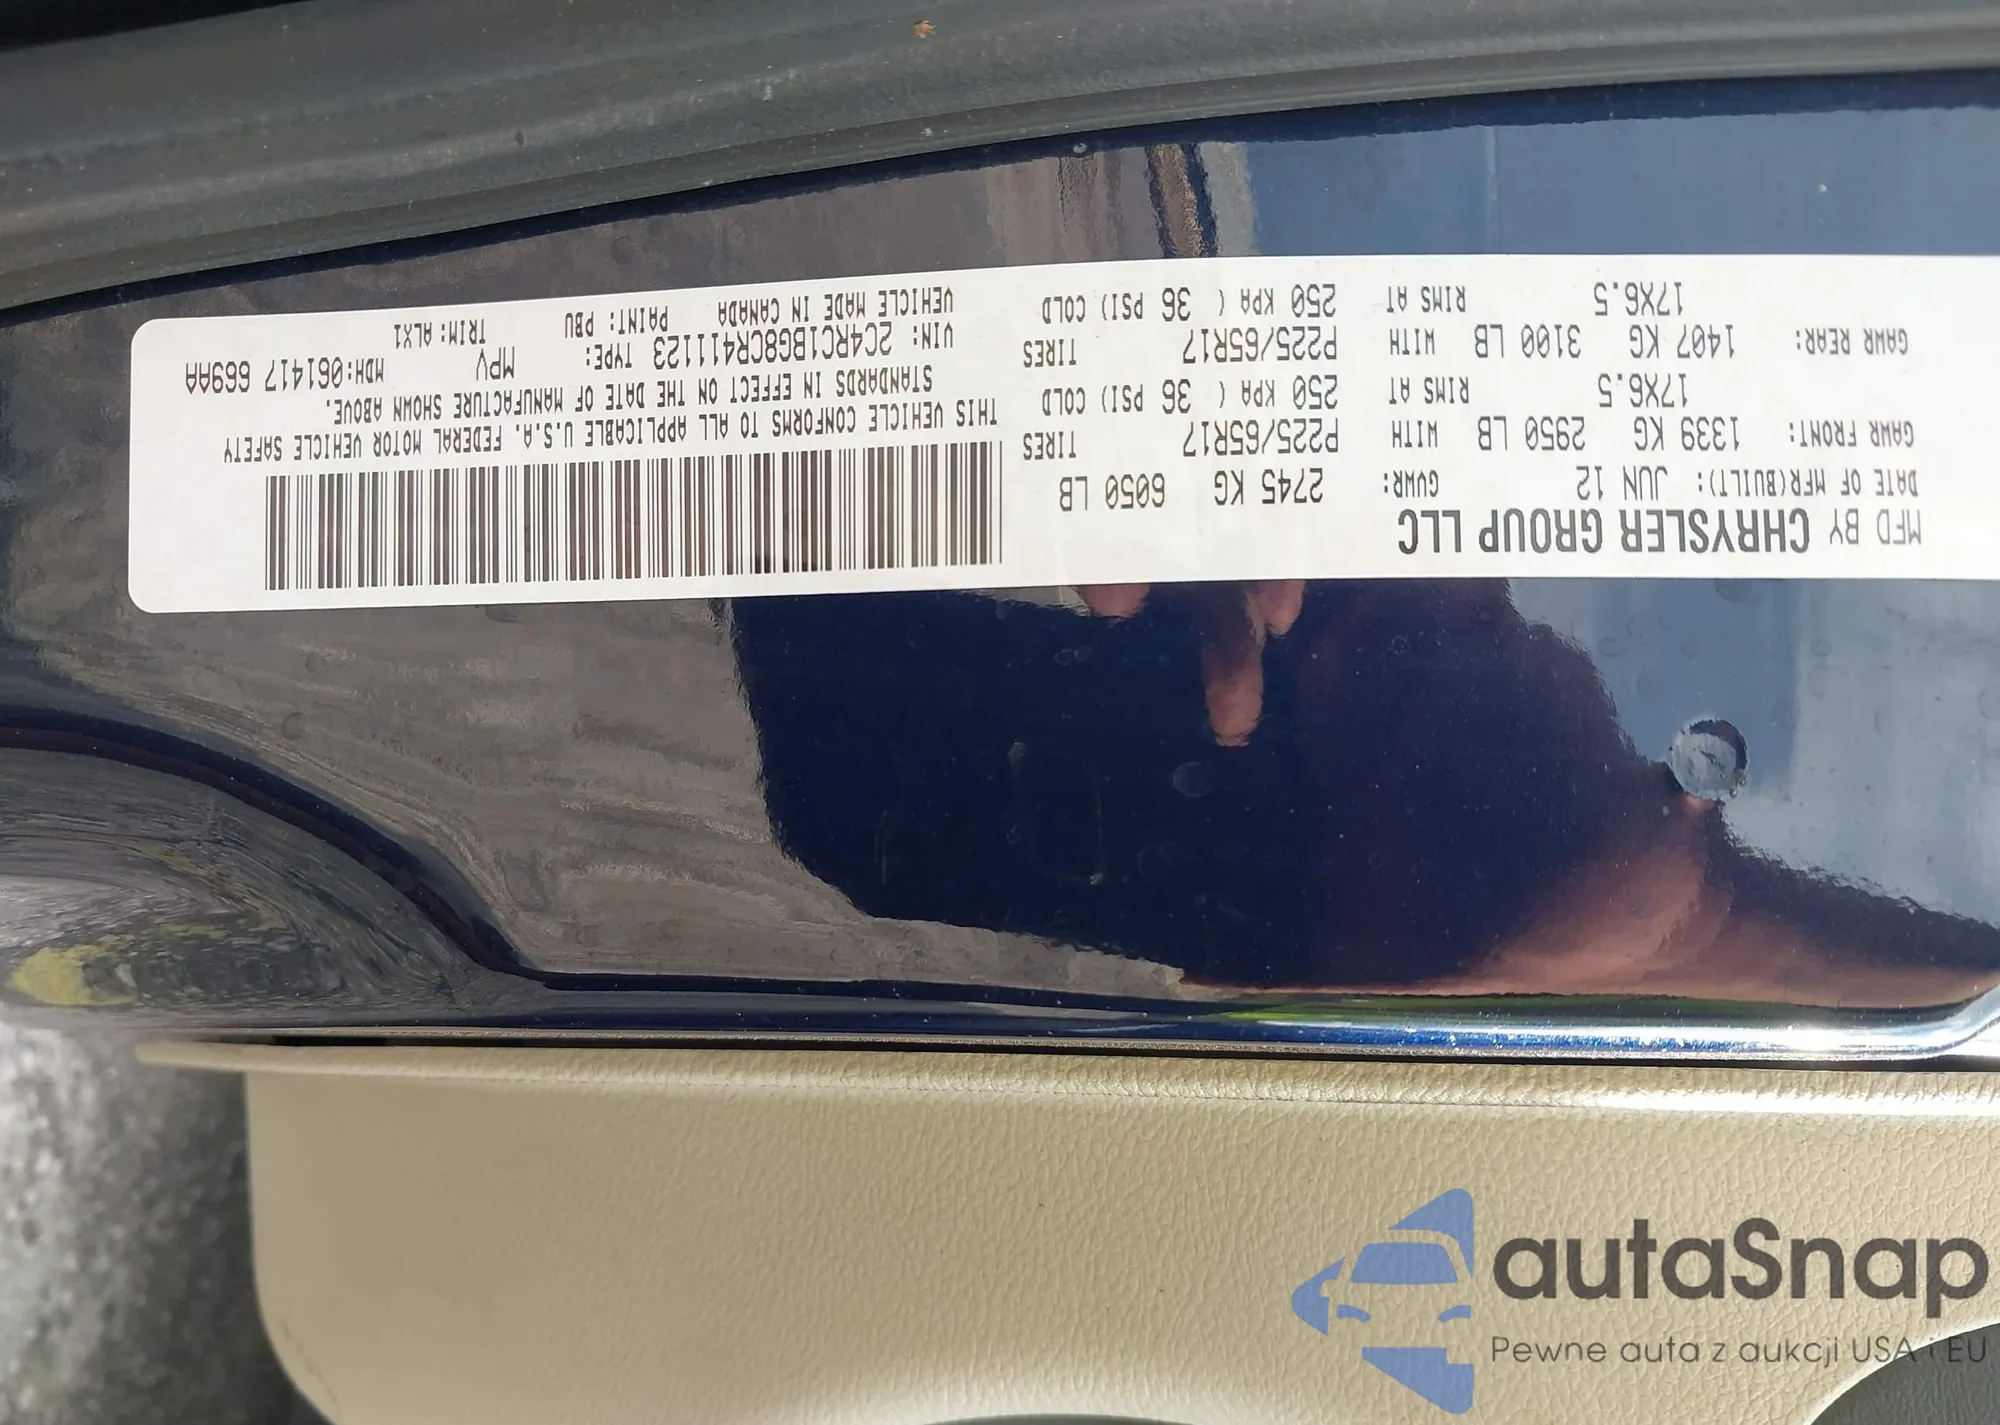 MFD BY CHRYSLER GROUP LLC
DATE OF MFR(BUILT): JUN 12 GVWR: 2745 KG 6050 LB
GAWR FRONT: 1339 KG 2950 LB WITH TIRES P225/65R17
RIMS AT 17X6.5 250 KPA ( 36 PSI) COLD
GAWR REAR: 1407 KG 3100 LB WITH TIRES P225/65R17
RIMS AT 17X6.5 250 KPA ( 36 PSI) COLD
THIS VEHICLE CONFORMS TO ALL APPLICABLE U.S.A. FEDERAL MOTOR VEHICLE SAFETY
STANDARDS IN EFFECT ON THE DATE OF MANUFACTURE SHOWN ABOVE.
VIN: 2C4RC1BG8CR411123 TYPE: MPV MDH:061417 669AA
VEHICLE MADE IN CANADA PAINT: PBU TRIM: ALX1
autaSnap
Pewne auta z aukcji USA i EU